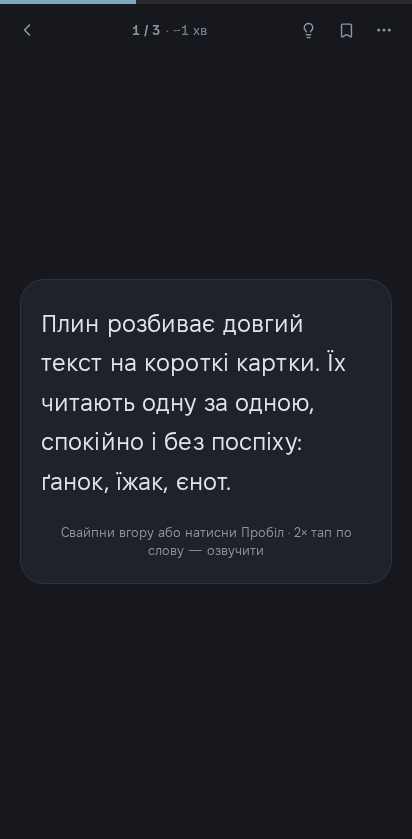 1 / 3 · ~1 хв
Плин розбиває довгий
текст на короткі картки. Їх
читають одну за одною,
спокійно і без поспіху:
ґанок, їжак, єнот.
Свайпни вгору або натисни Пробіл · 2× тап по
слову — озвучити